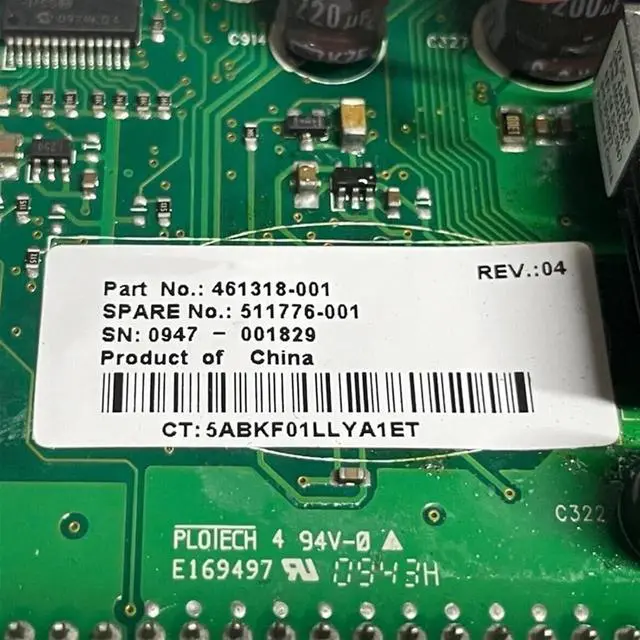 220µF
C914
C327
REV.:04
Part No.: 461318-001
SPARE No.: 511776-001
SN: 0947 - 001829
Product of China
CT: 5ABKF01LLYA1ET
C322
PLOTECH 4 94V-0
E169497 0943H